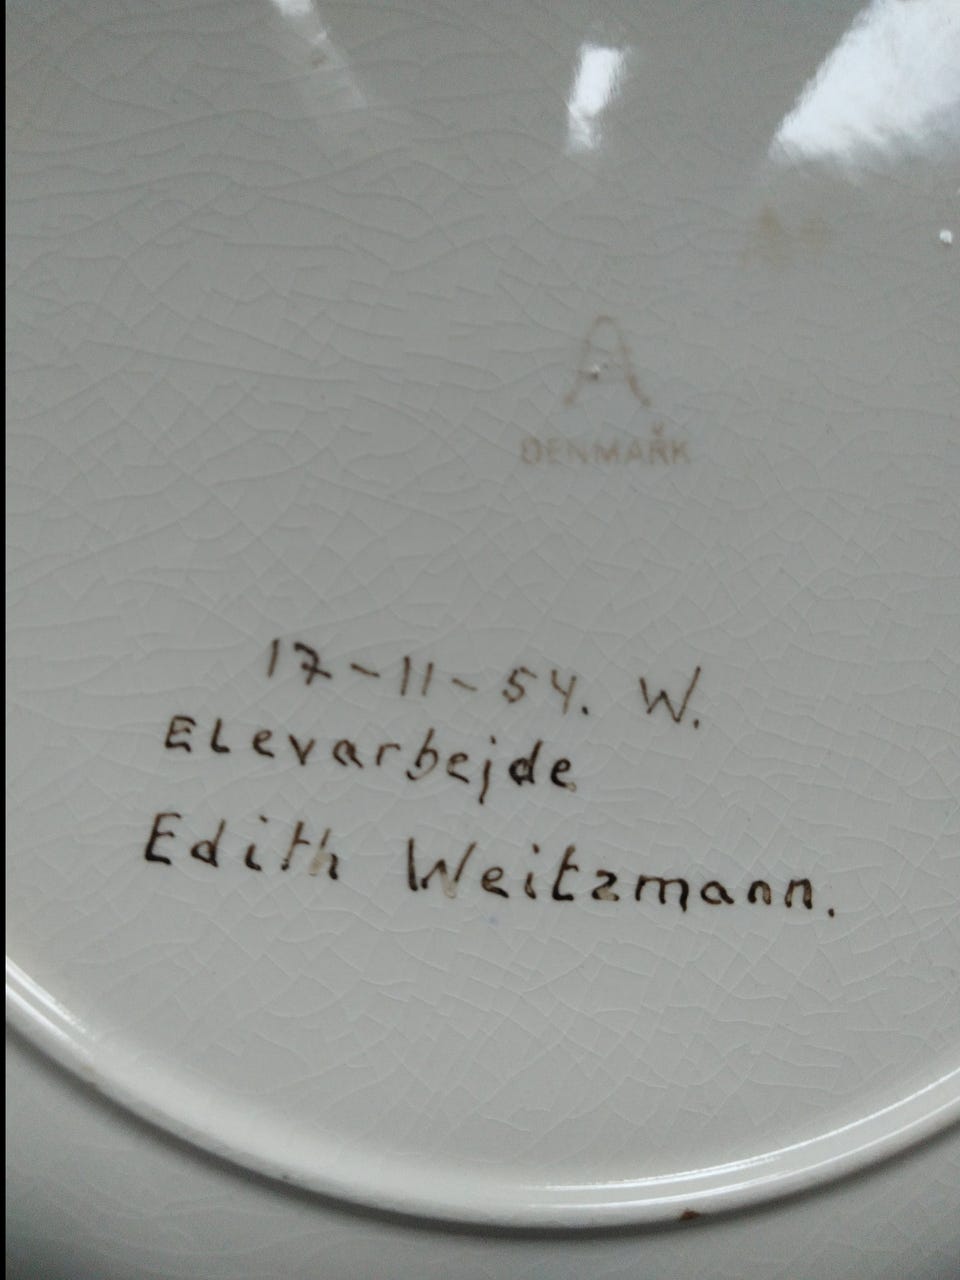 A
DENMARK
17-11-54. W.
Elevarbejde
Edith Weitzmann.